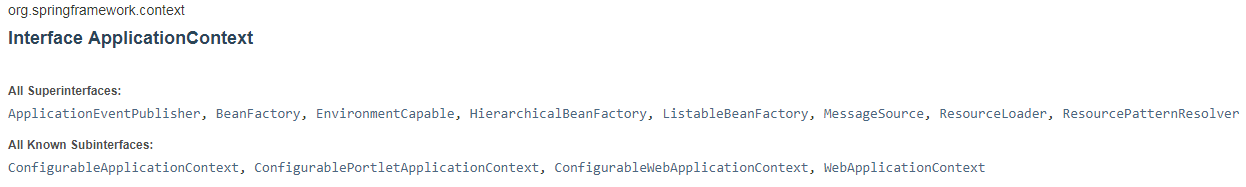 org.springframework.context
Interface ApplicationContext
All Superinterfaces:
ApplicationEventPublisher, BeanFactory, EnvironmentCapable, HierarchicalBeanFactory, ListableBeanFactory, MessageSource, ResourceLoader, ResourcePatternResolver
All Known Subinterfaces:
ConfigurableApplicationContext, ConfigurablePortletApplicationContext, ConfigurableWebApplicationContext, WebApplicationContext